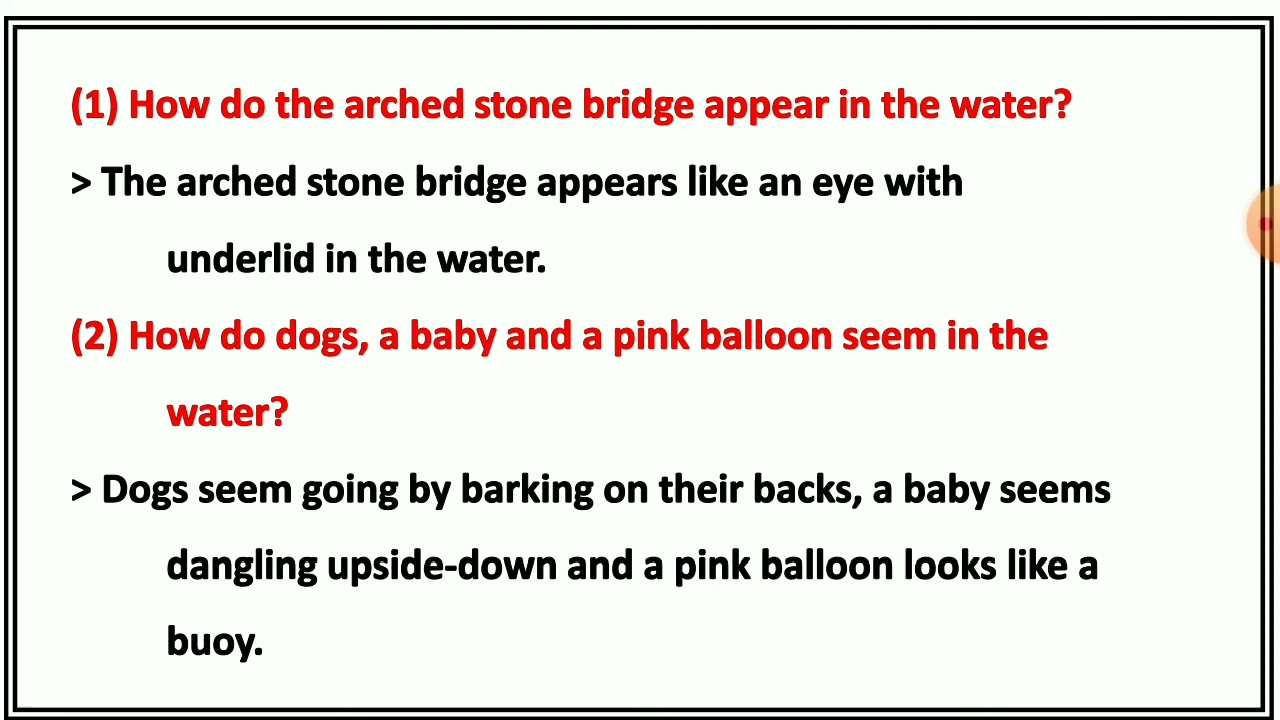 (1) How do the arched stone bridge appear in the water?
> The arched stone bridge appears like an eye with
underlid in the water.
(2) How do dogs, a baby and a pink balloon seem in the
water?
> Dogs seem going by barking on their backs, a baby seems
dangling upside-down and a pink balloon looks like a
buoy.